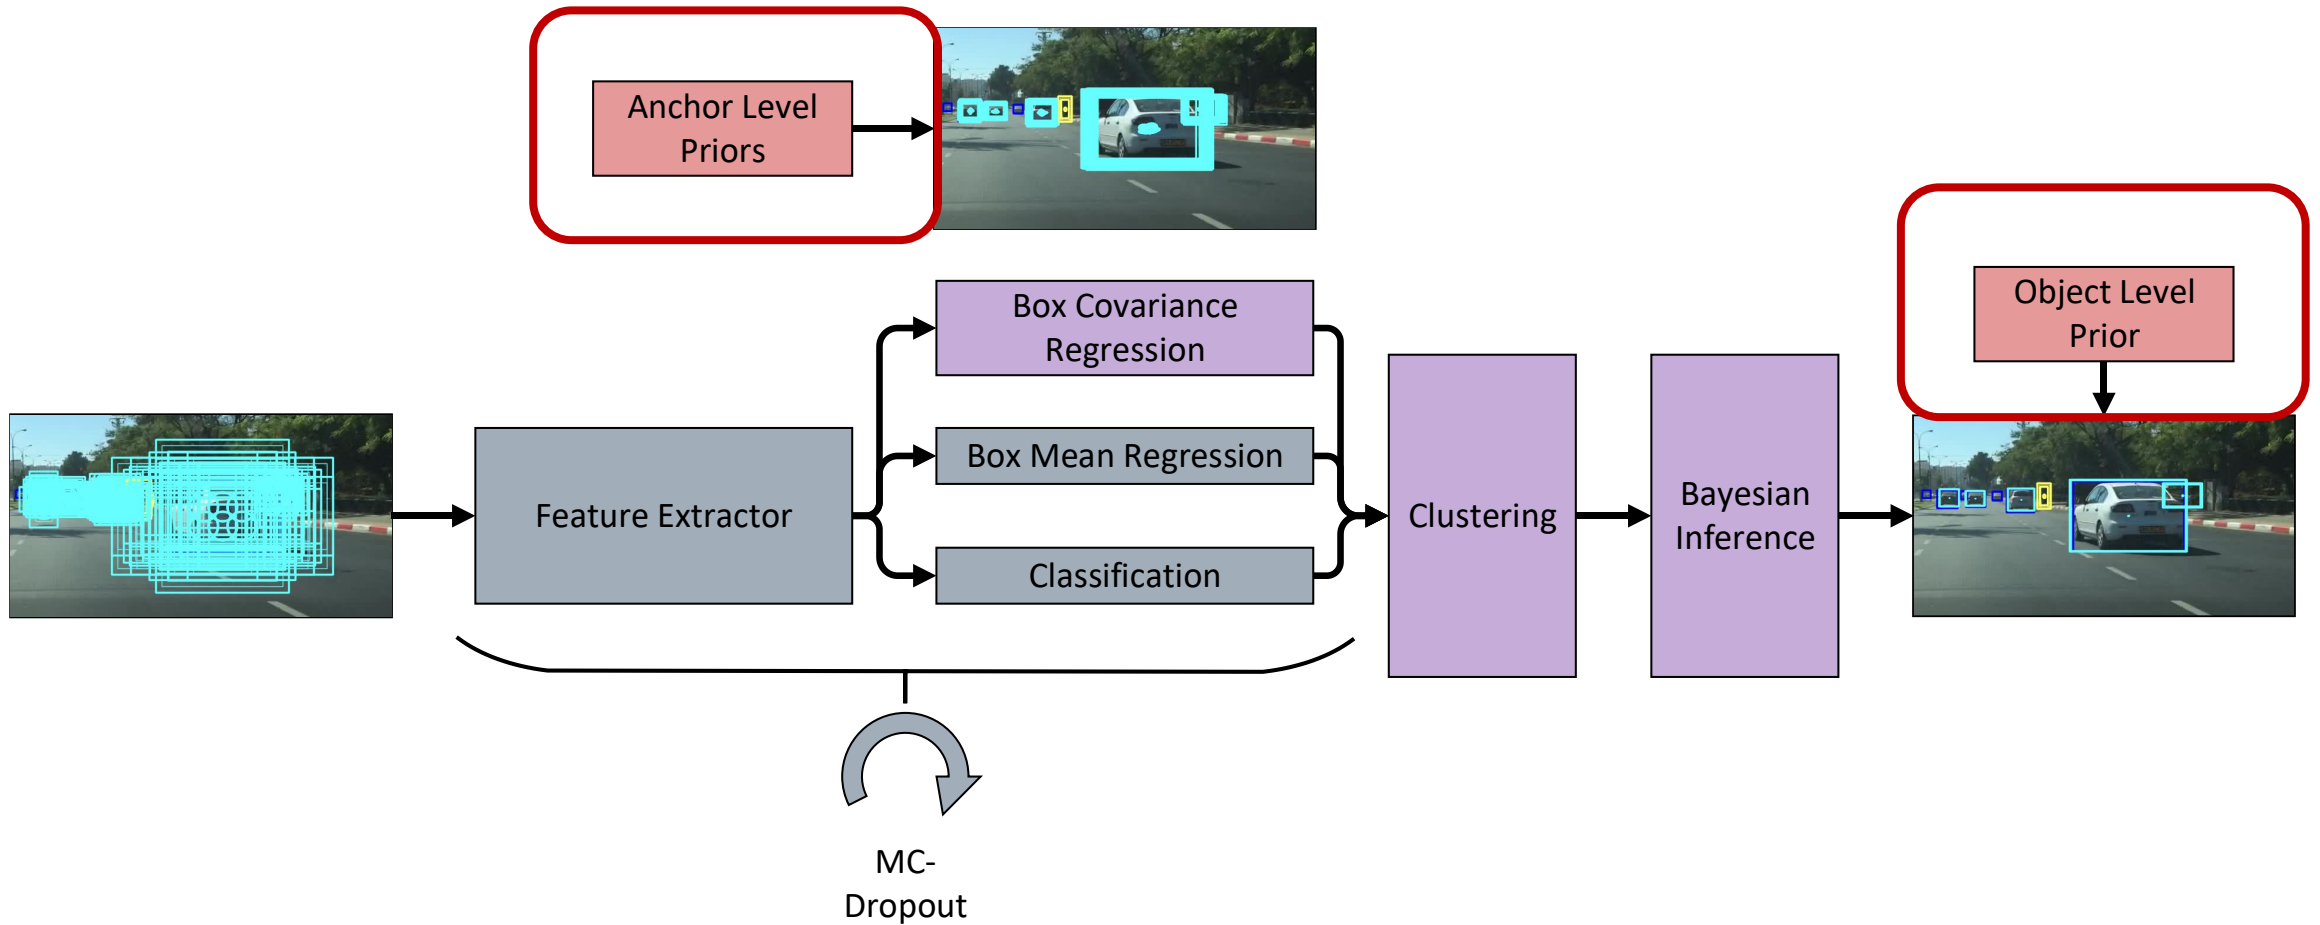 Anchor Level
Priors
Object Level
Prior
Box Covariance
Regression
Box Mean Regression
Classification
Feature Extractor
Clustering
Bayesian
Inference
MC-
Dropout